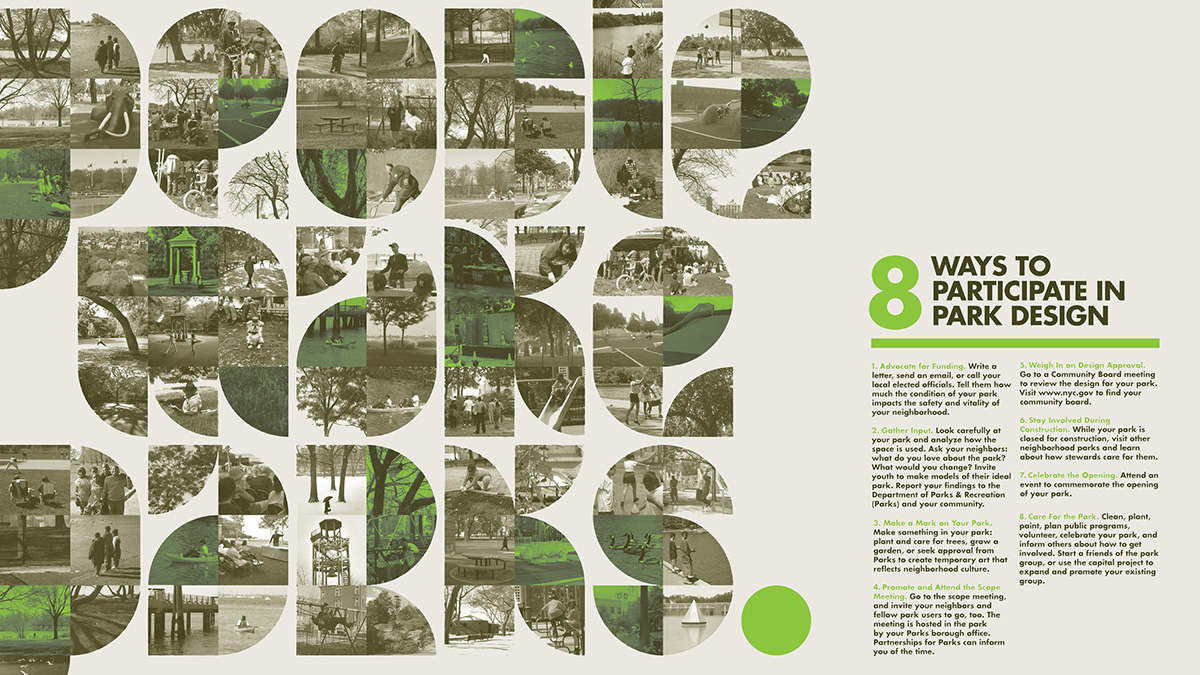 people
make
parks.
8
WAYS TO
PARTICIPATE IN
PARK DESIGN
1. Advocate for Funding. Write a
letter, send an email, or call your
local elected officials. Tell them how
much the condition of your park
impacts the safety and vitality of
your neighborhood.
2. Gather Input. Look carefully at
your park and analyze how the
space is used. Ask your neighbors:
what do you love about the park?
What would you change? Invite
youth to make models of their ideal
park. Report your findings to the
Department of Parks & Recreation
(Parks) and your community.
3. Make a Mark on Your Park.
Make something in your park:
plant and care for trees, grow a
garden, or seek approval from
Parks to create temporary art that
reflects neighborhood culture.
4. Promote and Attend the Scope
Meeting. Go to the scope meeting,
and invite your neighbors and
fellow park users to go, too. The
meeting is hosted in the park
by your Parks borough office.
Partnerships for Parks can inform
you of the time.
5. Weigh In on Design Approval.
Go to a Community Board meeting
to review the design for your park.
Visit www.nyc.gov to find your
community board.
6. Stay Involved During
Construction. While your park is
closed for construction, visit other
neighborhood parks and learn
about how stewards care for them.
7. Celebrate the Opening. Attend an
event to commemorate the opening
of your park.
8. Care For the Park. Clean, plant,
paint, plan public programs,
volunteer, celebrate your park, and
inform others about how to get
involved. Start a friends of the park
group, or use the capital project to
expand and promote your existing
group.